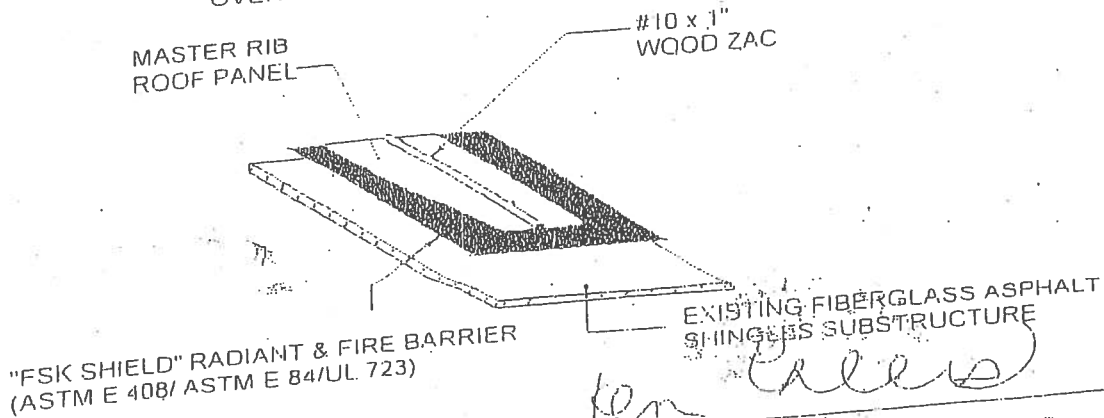 MASTER RIB
ROOF PANEL
#10 x 1"
WOOD ZAC
EXISTING FIBERGLASS ASPHALT
SHINGLES SUBSTRUCTURE
"FSK SHIELD" RADIANT & FIRE BARRIER
(ASTM E 408/ ASTM E 84/UL 723)